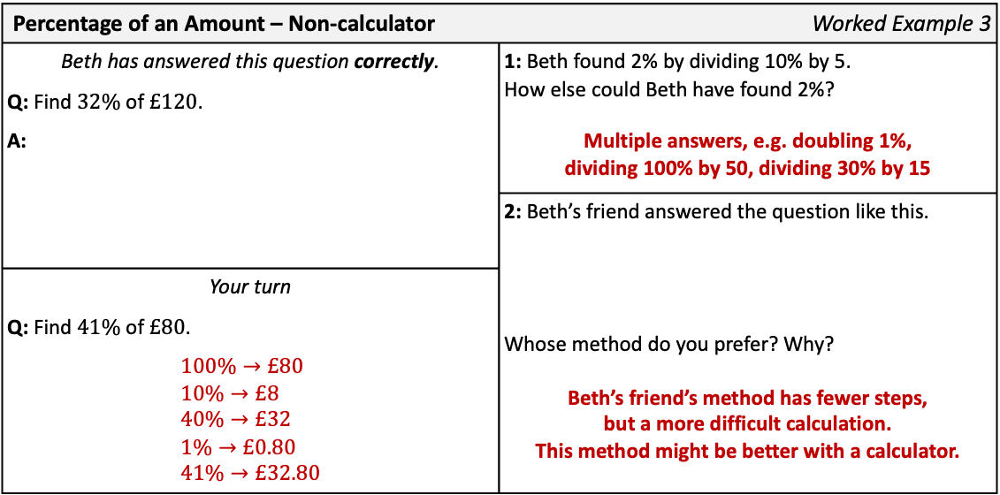 Percentage of an Amount – Non-calculator
Worked Example 3
Beth has answered this question correctly.
Q: Find 32% of £120.
A:
Your turn
Q: Find 41% of £80.
100% → £80
10% → £8
40% → £32
1% → £0.80
41% → £32.80
1: Beth found 2% by dividing 10% by 5.
How else could Beth have found 2%?
Multiple answers, e.g. doubling 1%,
dividing 100% by 50, dividing 30% by 15
2: Beth’s friend answered the question like this.
Whose method do you prefer? Why?
Beth’s friend’s method has fewer steps,
but a more difficult calculation.
This method might be better with a calculator.